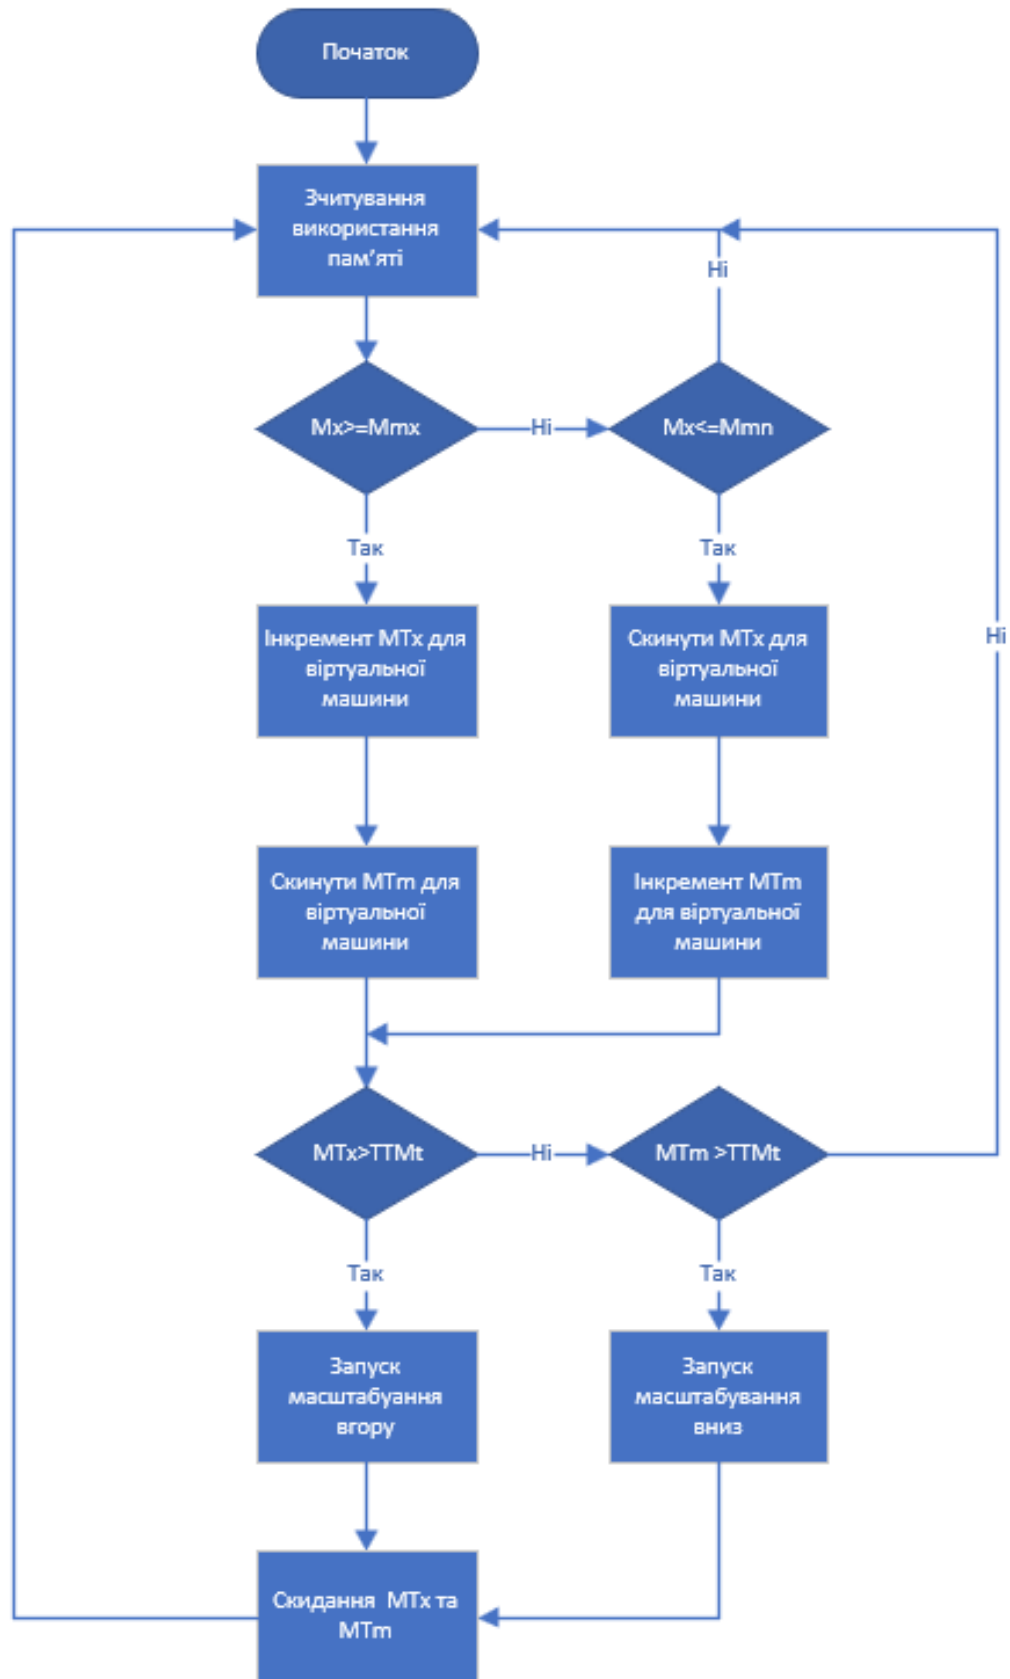 Початок
Зчитування
використання
пам’яті
Ні
Mx>=Mmx
Ні
Mx<=Mmn
Так
Так
Інкремент MTx для
віртуальної
машини
Скинути MTx для
віртуальної
машини
Ні
Скинути MTm для
віртуальної
машини
Інкремент MTm
для віртуальної
машини
MTx>TTMt
Ні
MTm >TTMt
Так
Так
Запуск
масштабуання
вгору
Запуск
масштабування
вниз
Скидання MTx та
MTm